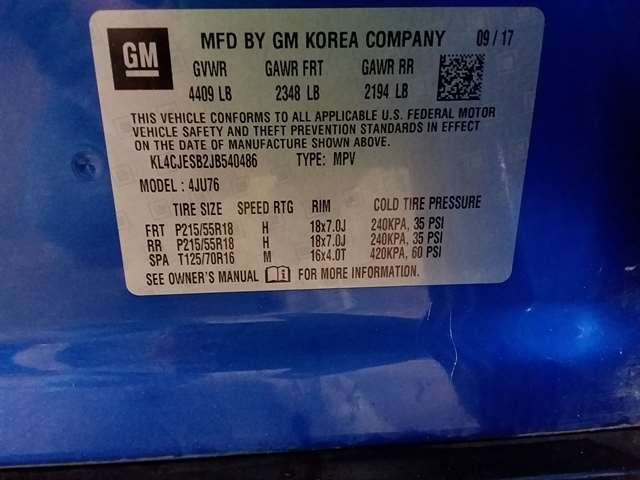 GM MFD BY GM KOREA COMPANY 09/17
GVWR GAWR FRT GAWR RR
4409 LB 2348 LB 2194 LB
THIS VEHICLE CONFORMS TO ALL APPLICABLE U.S. FEDERAL MOTOR
VEHICLE SAFETY AND THEFT PREVENTION STANDARDS IN EFFECT
ON THE DATE OF MANUFACTURE SHOWN ABOVE.
KL4CJESB2JB540486 TYPE: MPV
MODEL: 4JU76
TIRE SIZE SPEED RTG RIM COLD TIRE PRESSURE
FRT P215/55R18 H 18x7.0J 240KPA, 35 PSI
RR P215/55R18 H 18x7.0J 240KPA, 35 PSI
SPA T125/70R16 M 16x4.0T 420KPA, 60 PSI
SEE OWNER'S MANUAL FOR MORE INFORMATION.